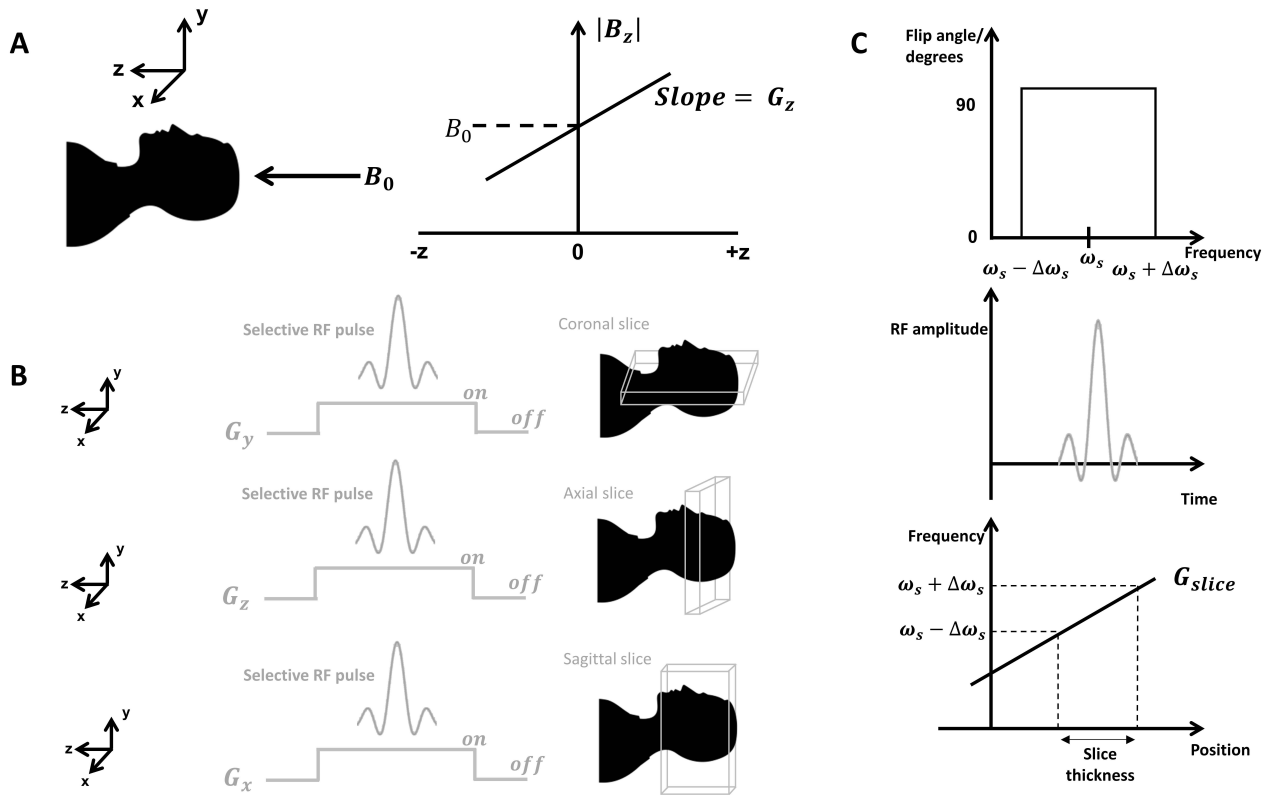 A
y
z
x
B₀
|B_z|
Slope = G_z
B₀
-z
0
+z
B
y
z
x
Selective RF pulse
on
off
G_y
Coronal slice
y
z
x
Selective RF pulse
on
off
G_z
Axial slice
y
z
x
Selective RF pulse
on
off
G_x
Sagittal slice
C
Flip angle/
degrees
90
0
Frequency
ω_s − Δω_s
ω_s
ω_s + Δω_s
RF amplitude
Time
Frequency
ω_s + Δω_s
ω_s − Δω_s
G_slice
Position
Slice
thickness